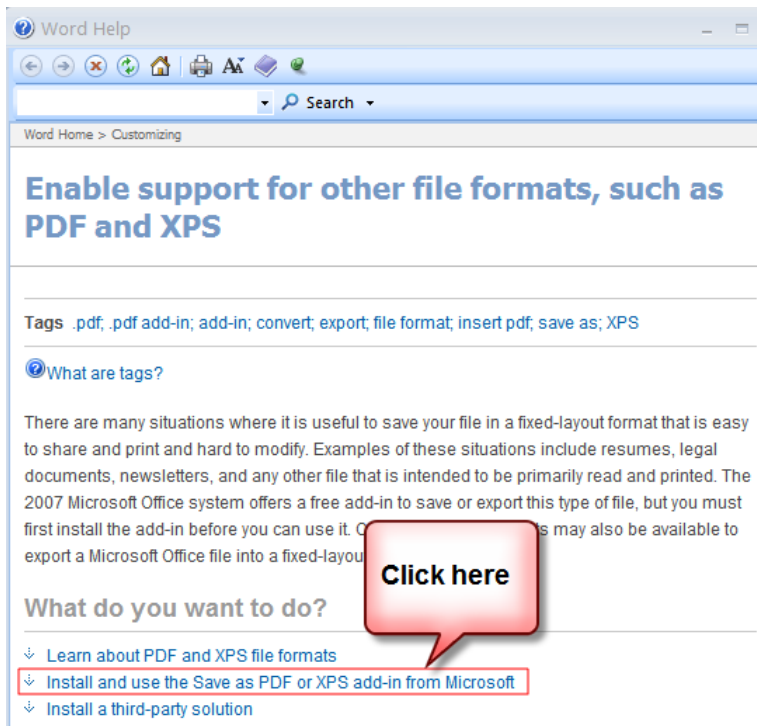 Word Help
Search
Word Home > Customizing
Enable support for other file formats, such as
PDF and XPS
Tags .pdf; .pdf add-in; add-in; convert; export; file format; insert pdf; save as; XPS
What are tags?
There are many situations where it is useful to save your file in a fixed-layout format that is easy
to share and print and hard to modify. Examples of these situations include resumes, legal
documents, newsletters, and any other file that is intended to be primarily read and printed. The
2007 Microsoft Office system offers a free add-in to save or export this type of file, but you must
first install the add-in before you can use it. may also be available to
export a Microsoft Office file into a
Click here
What do you want to do?
Learn about PDF and XPS file formats
Install and use the Save as PDF or XPS add-in from Microsoft
Install a third-party solution